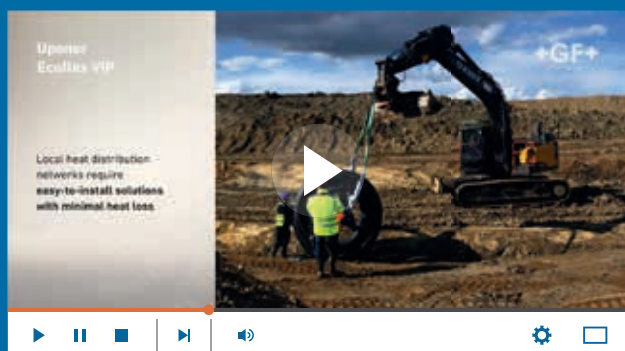 Uponor
Ecoflex VIP
+GF+
Local heat distribution
networks require
easy-to-install solutions
with minimal heat loss